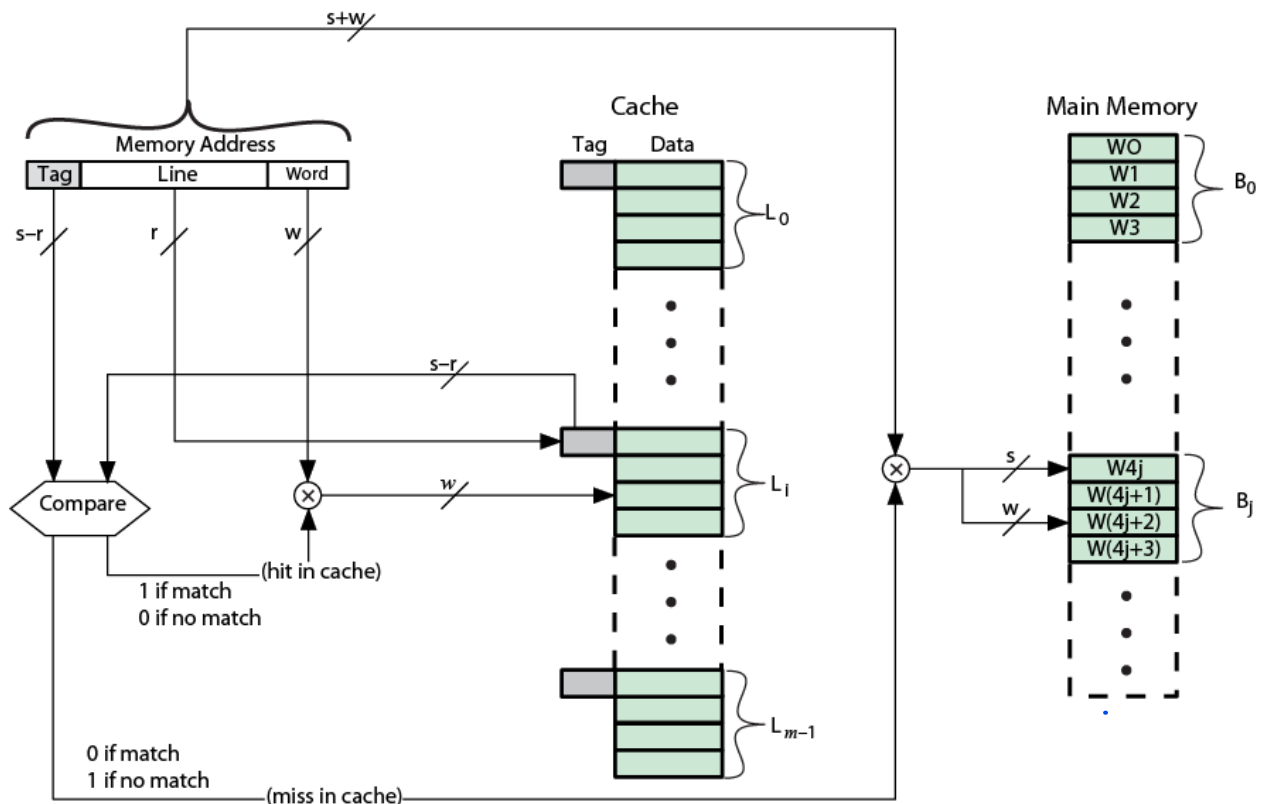 s+w
Cache
Main Memory
Memory Address
Tag Data
Tag Line Word
W0
W1
W2
W3
B0
L0
s–r
r
w
s–r
Compare
w
Li
s
w
W4j
W(4j+1)
W(4j+2)
W(4j+3)
Bj
(hit in cache)
1 if match
0 if no match
Lm–1
0 if match
1 if no match
(miss in cache)